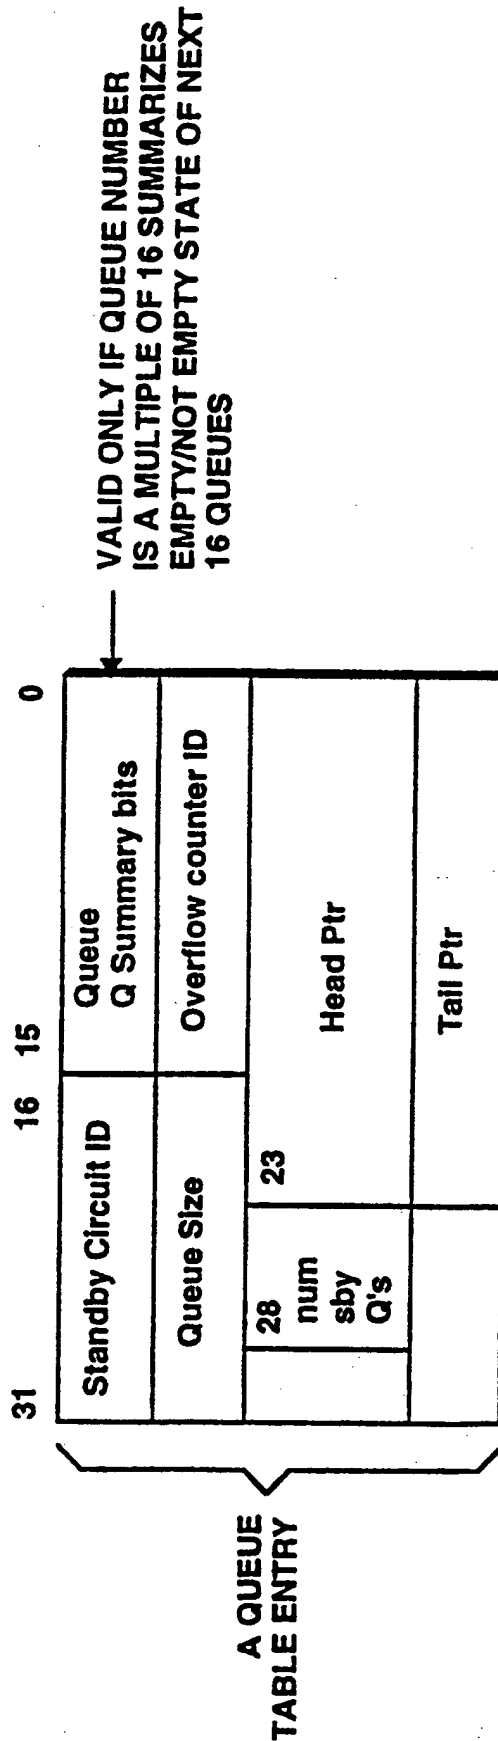 31
16
15
0
Standby Circuit ID
Queue
Q Summary bits
VALID ONLY IF QUEUE NUMBER
IS A MULTIPLE OF 16 SUMMARIZES
EMPTY/NOT EMPTY STATE OF NEXT
16 QUEUES
Queue Size
Overflow counter ID
A QUEUE
TABLE ENTRY
28
num
sby
Q's
23
Head Ptr
Tail Ptr